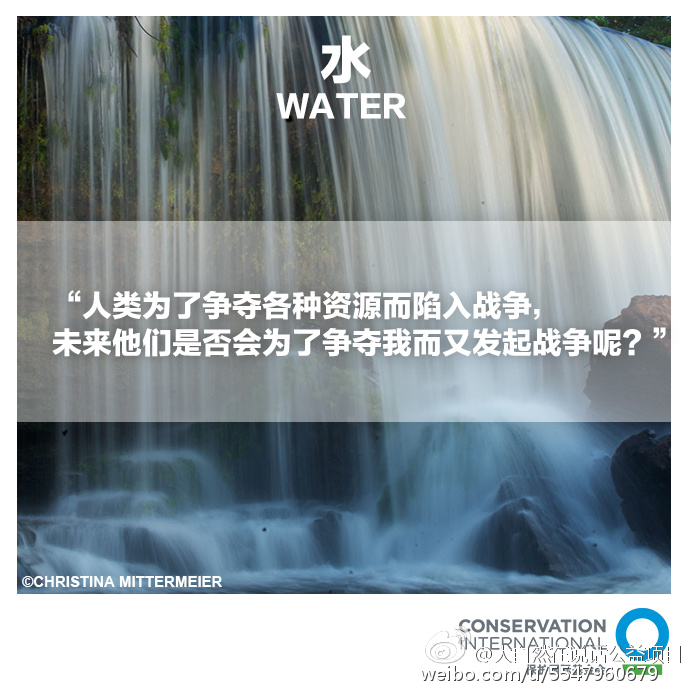 水
WATER
“人类为了争夺各种资源而陷入战争,
未来他们是否会为了争夺我而又发起战争呢?”
©CHRISTINA MITTERMEIER
CONSERVATION
INTERNATIONAL
@大自然在说话公益项目
weibo.com/u/5547960679